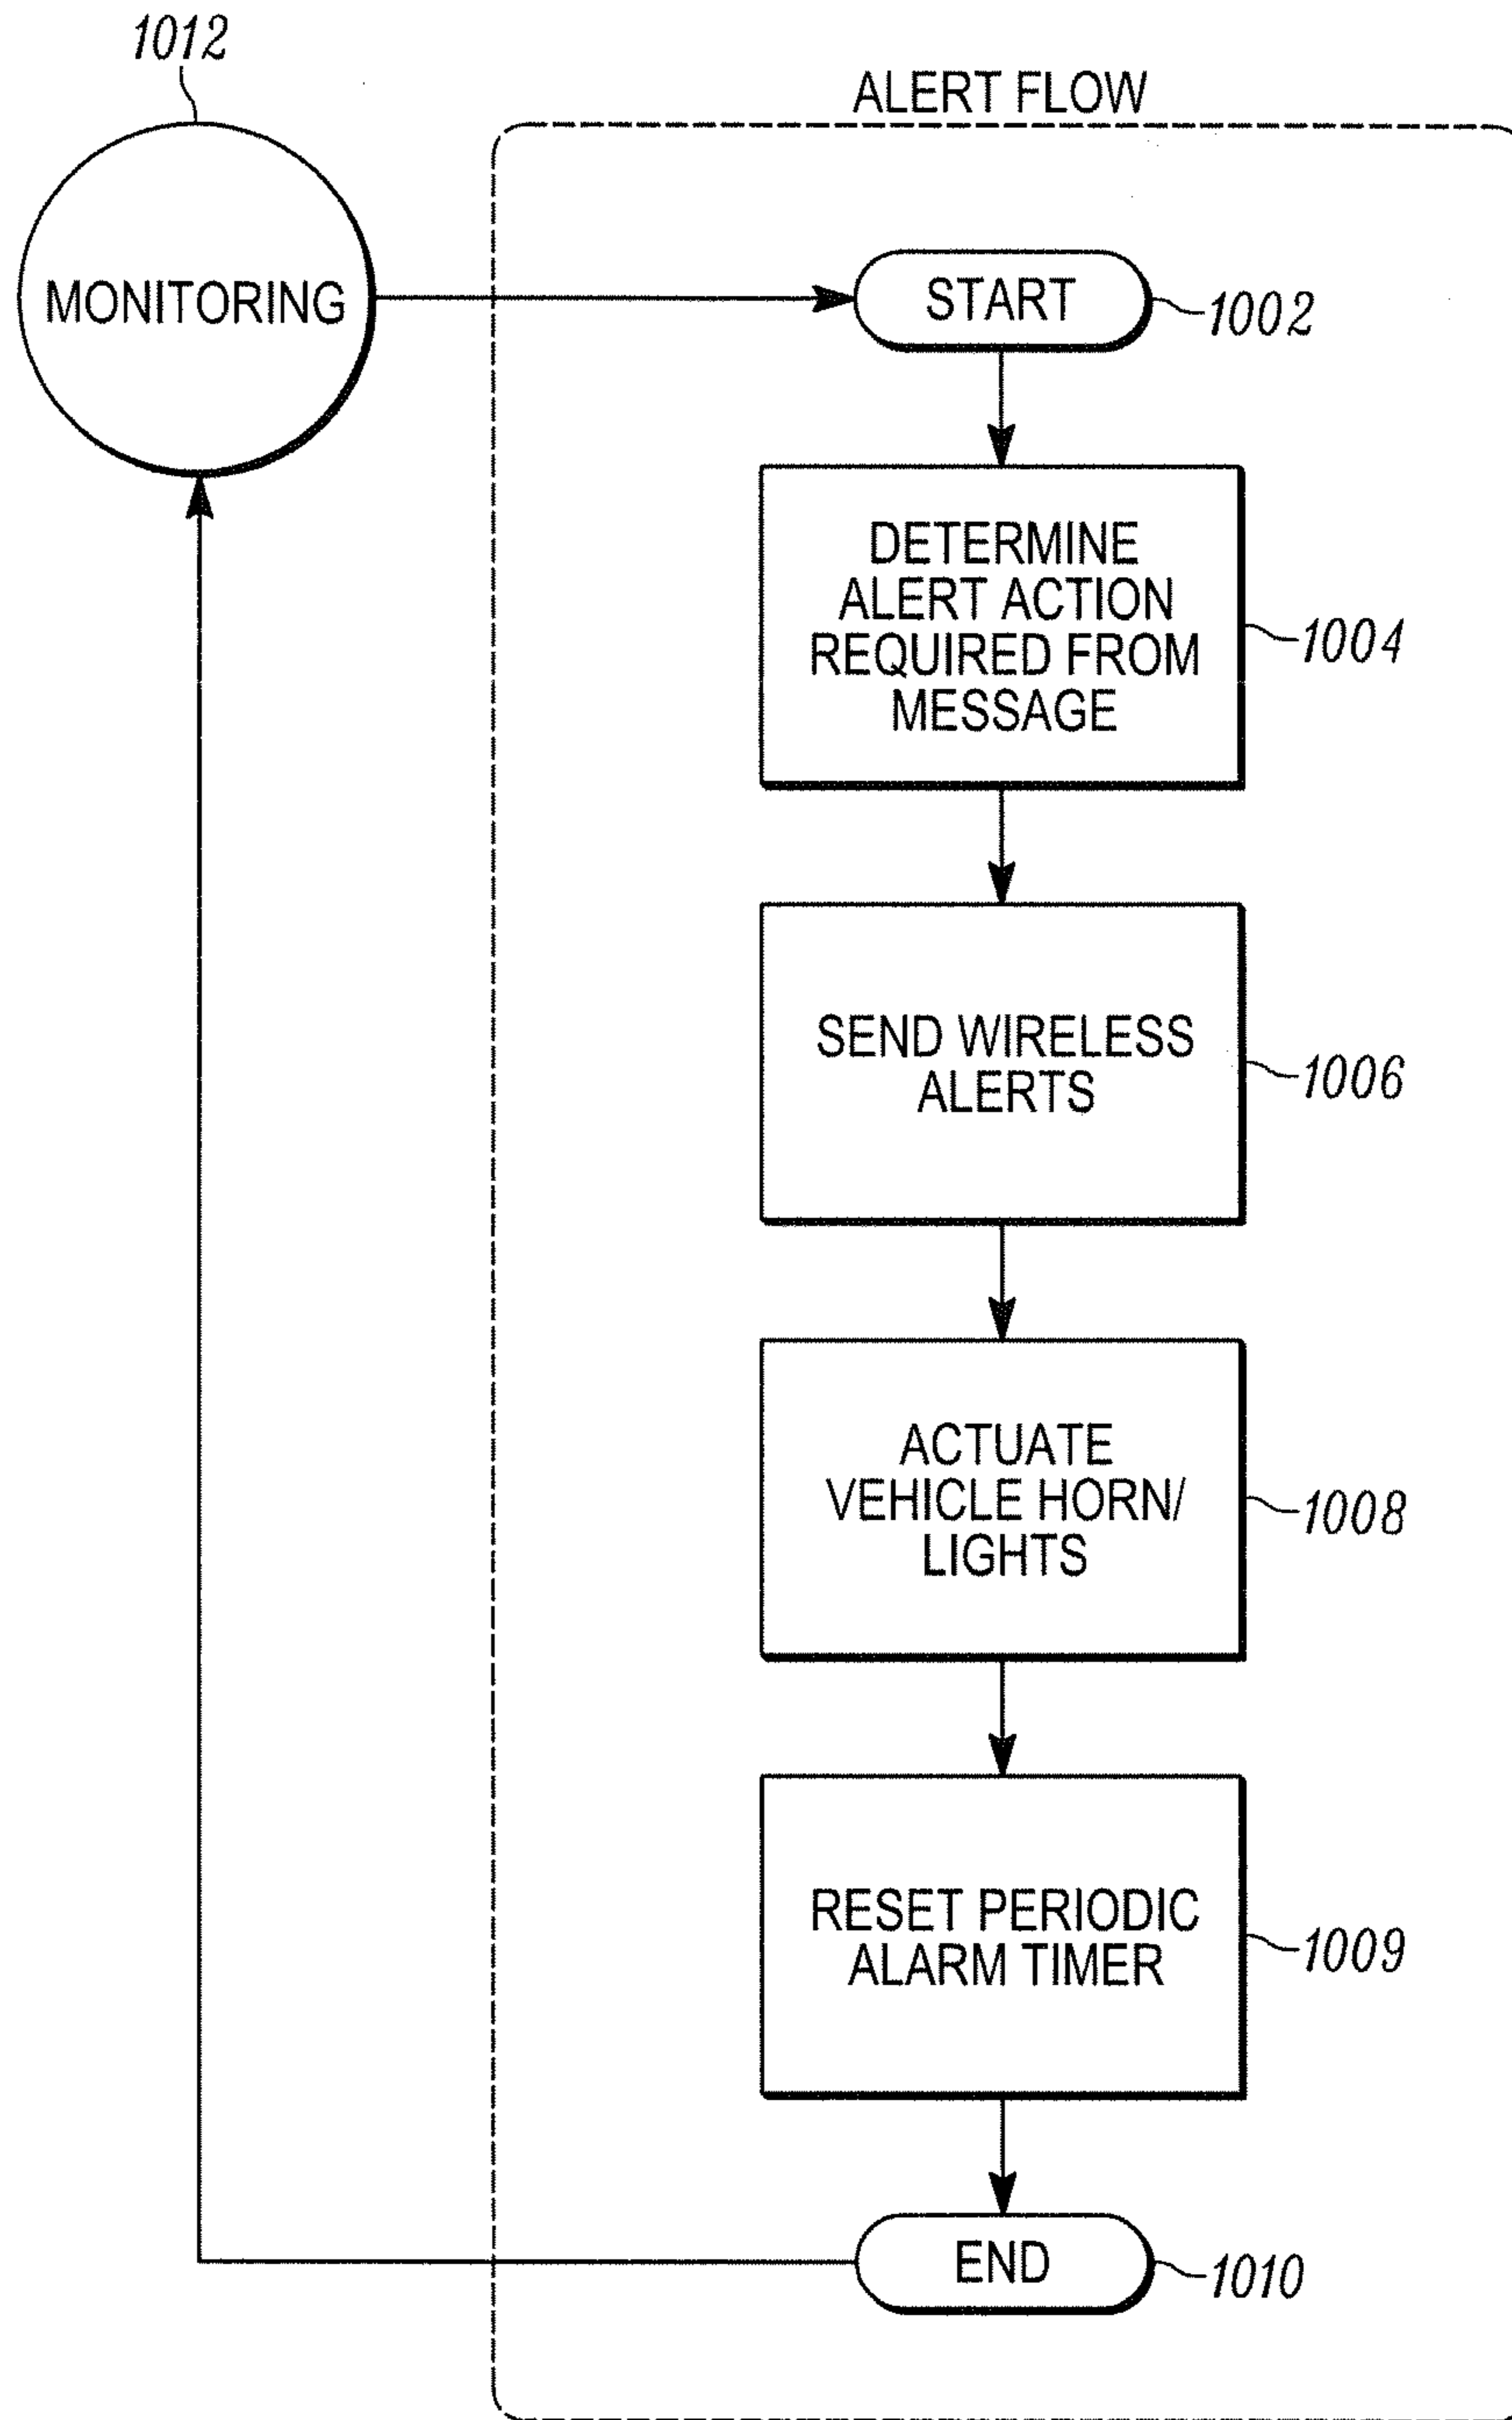 1012
ALERT FLOW
MONITORING
START
1002
DETERMINE
ALERT ACTION
REQUIRED FROM
MESSAGE
1004
SEND WIRELESS
ALERTS
1006
ACTUATE
VEHICLE HORN/
LIGHTS
1008
RESET PERIODIC
ALARM TIMER
1009
END
1010